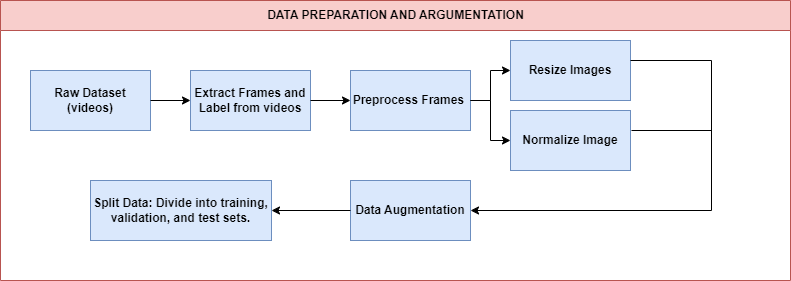 DATA PREPARATION AND ARGUMENTATION
Raw Dataset
(videos)
Extract Frames and
Label from videos
Preprocess Frames
Resize Images
Normalize Image
Split Data: Divide into training,
validation, and test sets.
Data Augmentation